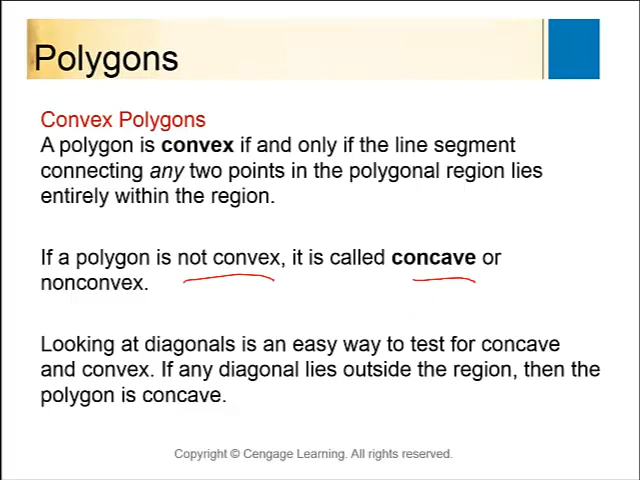 Polygons
Convex Polygons
A polygon is convex if and only if the line segment
connecting any two points in the polygonal region lies
entirely within the region.
If a polygon is not convex, it is called concave or
nonconvex.
Looking at diagonals is an easy way to test for concave
and convex. If any diagonal lies outside the region, then the
polygon is concave.
Copyright © Cengage Learning. All rights reserved.